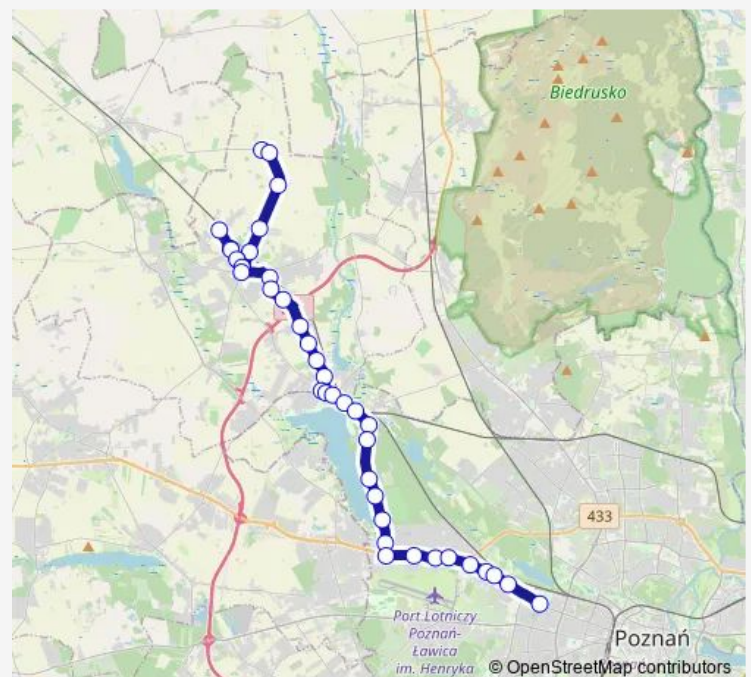 Biedrusko
433
Port Lotniczy
Poznań-
Ławica
im. Henryka
Poznań
© OpenStreetMap contributors